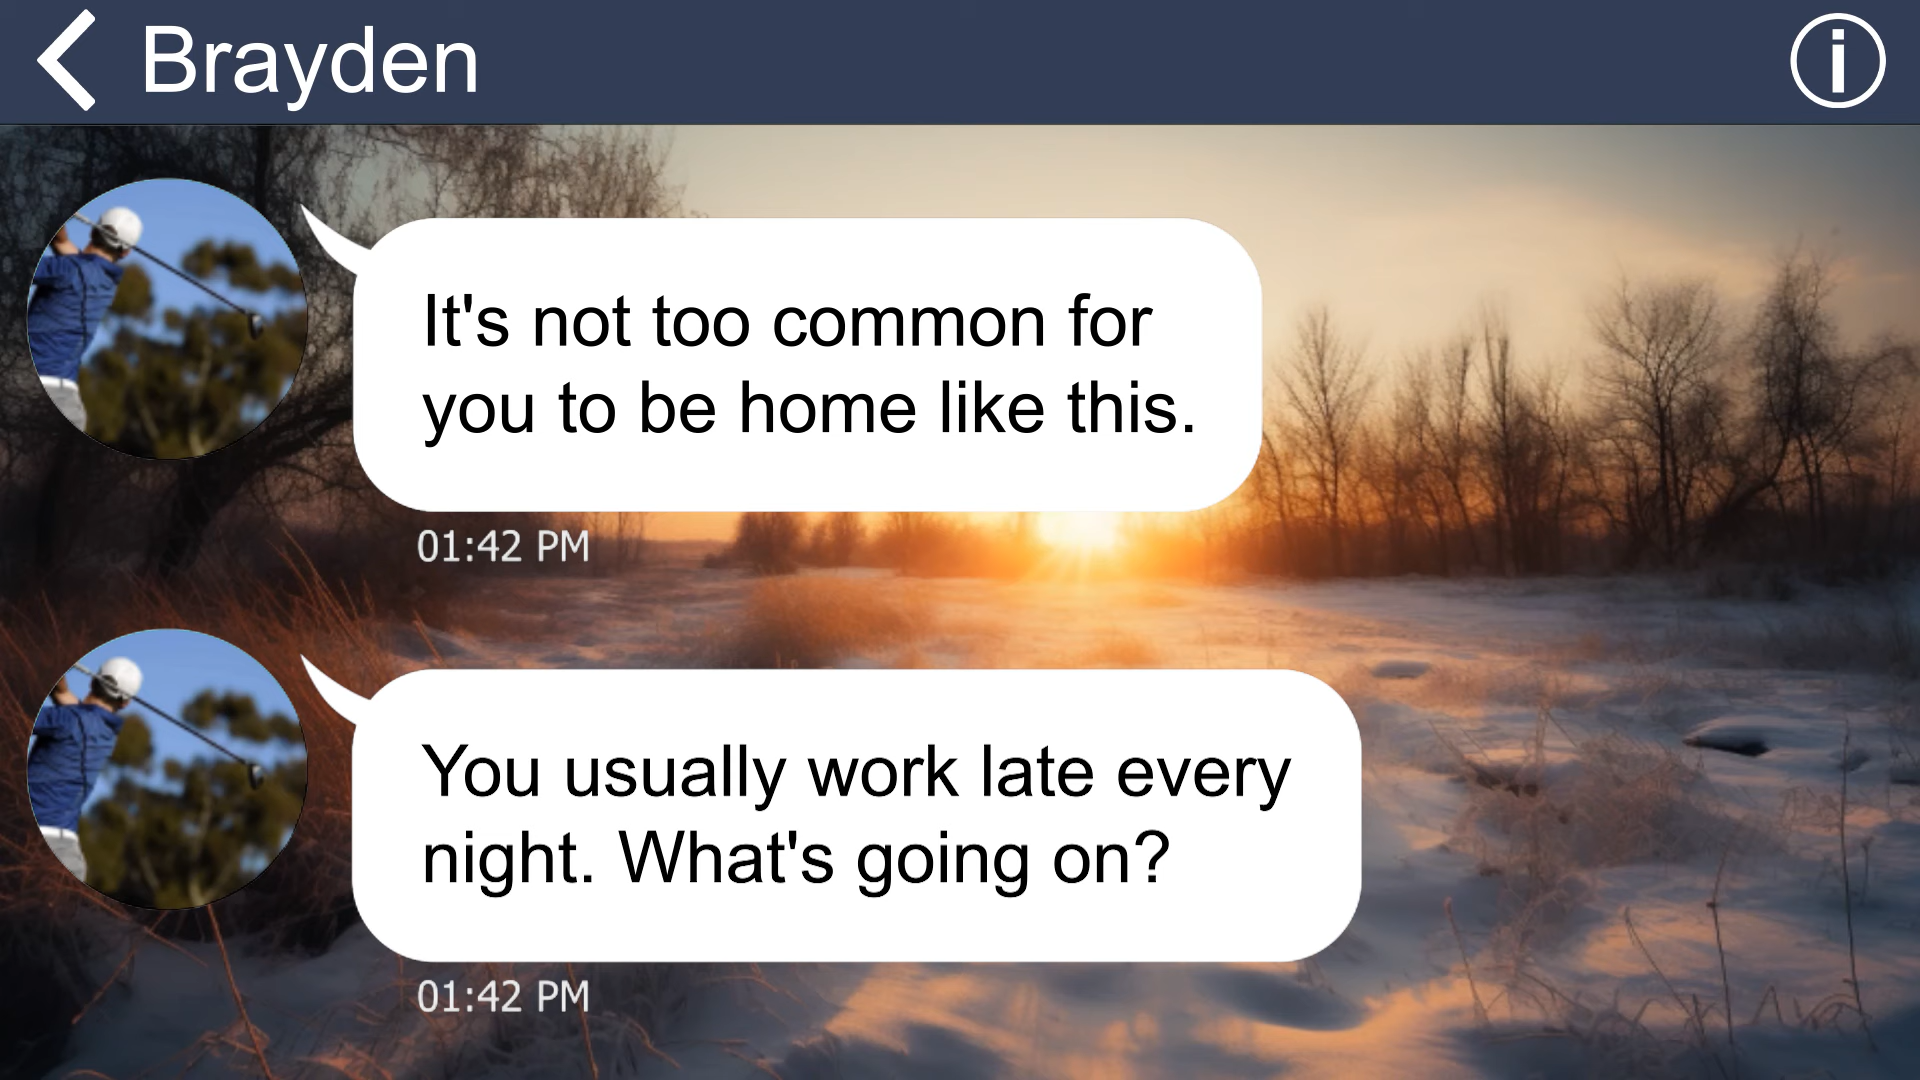 Brayden
It's not too common for
you to be home like this.
01:42 PM
You usually work late every
night. What's going on?
01:42 PM